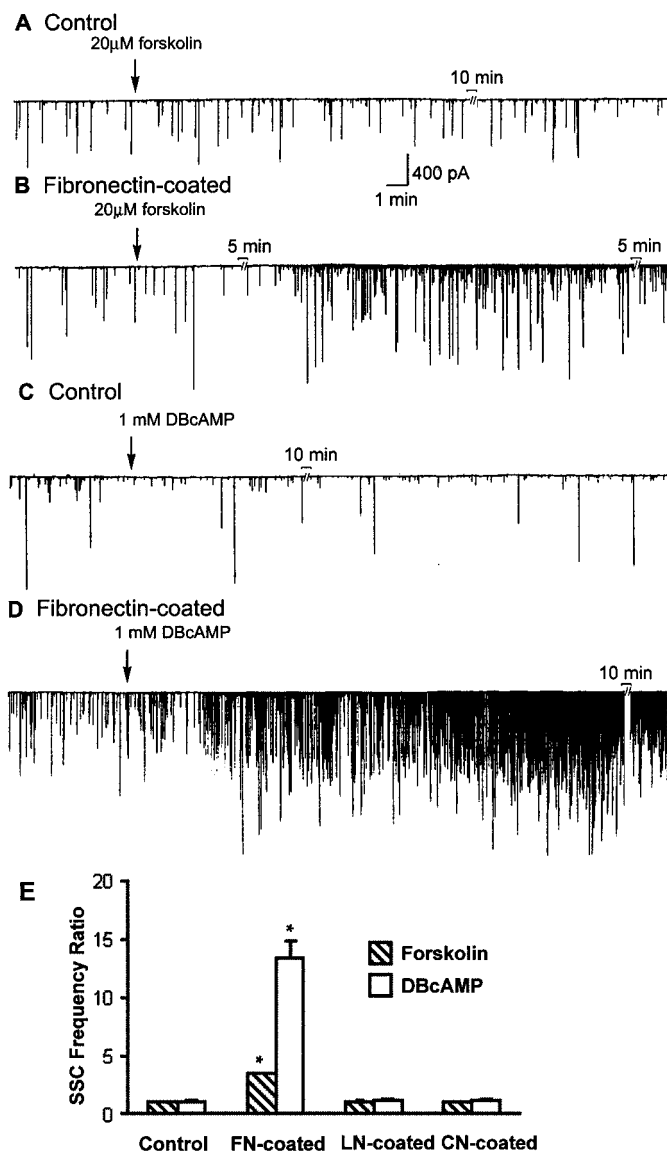 A Control
20μM forskolin
10 min
400 pA
1 min
B Fibronectin-coated
20μM forskolin
5 min
5 min
C Control
1 mM DBcAMP
10 min
D Fibronectin-coated
1 mM DBcAMP
10 min
E
SSC Frequency Ratio
20
15
10
5
0
*
*
Forskolin
DBcAMP
Control FN-coated LN-coated CN-coated